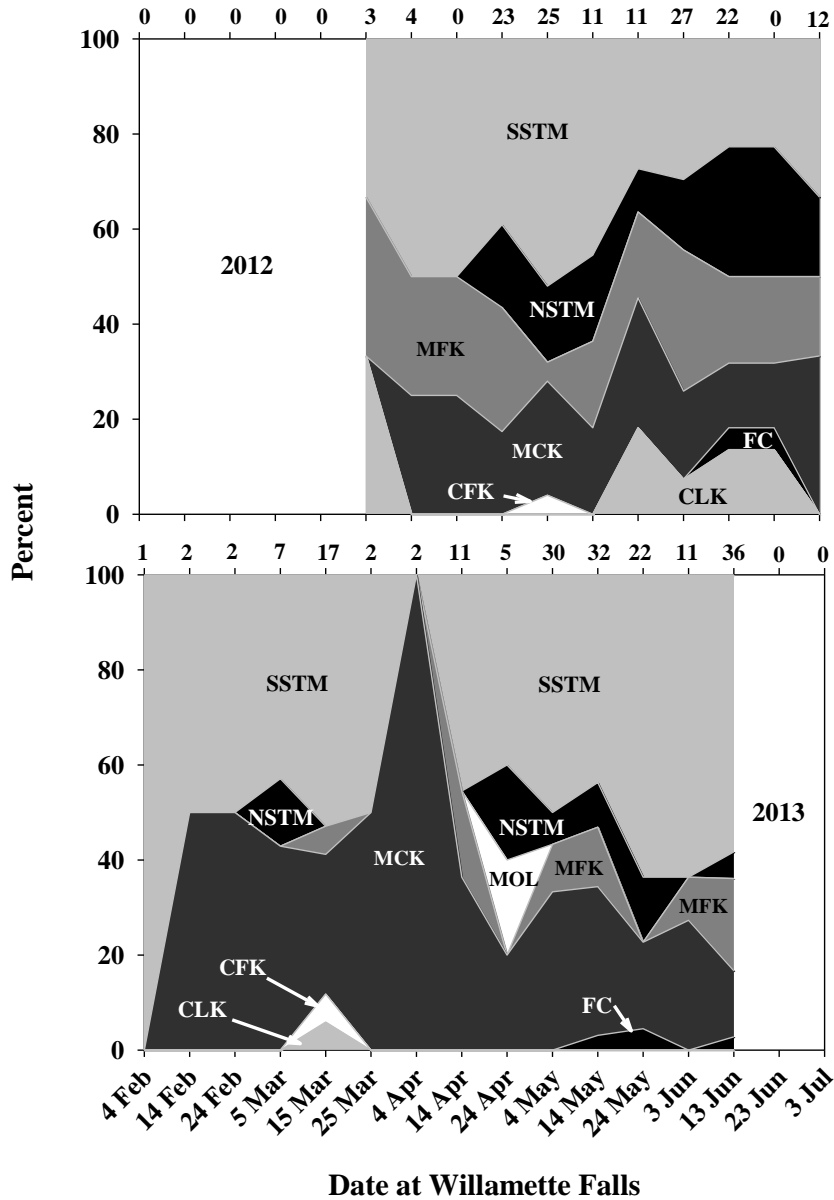 0 0 0 0 0 3 4 0 23 25 11 11 27 22 0 12
100
80
60
40
20
0
SSTM
2012
NSTM
MFK
MCK
FC
CFK
CLK
Percent
1 2 2 7 17 2 2 11 5 30 32 22 11 36 0 0
100
80
60
40
20
0
SSTM SSTM
2013
NSTM NSTM
MCK
MOL MFK
MFK
CFK
CLK
FC
4 Feb 14 Feb 24 Feb 5 Mar 15 Mar 25 Mar 4 Apr 14 Apr 24 Apr 4 May 14 May 24 May 3 Jun 13 Jun 23 Jun 3 Jul
Date at Willamette Falls